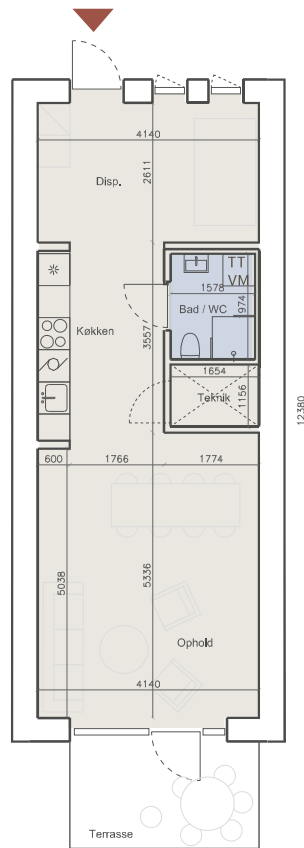 4140
2611
Disp.
TT
VM
1578
1974
Bad / WC
Køkken
3557
1654
1156
Teknik
12380
600
1766
1774
5038
5336
Ophold
4140
Terrasse